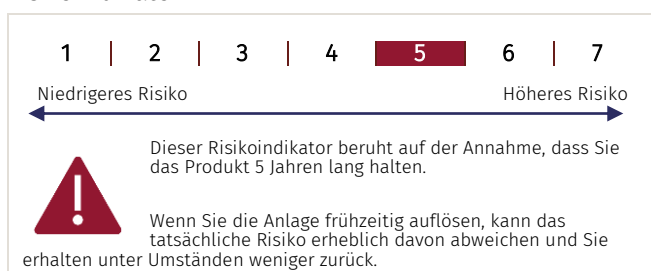 1 | 2 | 3 | 4 | 5 | 6 | 7
Niedrigeres Risiko Höheres Risiko
Dieser Risikoindikator beruht auf der Annahme, dass Sie
das Produkt 5 Jahren lang halten.
Wenn Sie die Anlage frühzeitig auflösen, kann das
tatsächliche Risiko erheblich davon abweichen und Sie
erhalten unter Umständen weniger zurück.